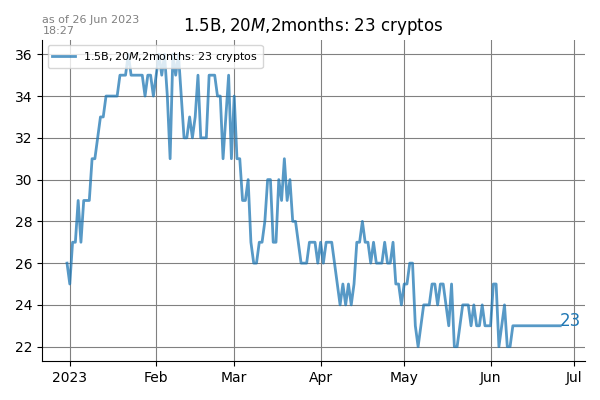 as of 26 Jun 2023
18:27
1.5B, 20M,2months: 23 cryptos
1.5B, 20M,2months: 23 cryptos
36
34
32
30
28
26
24
22
23
2023 Feb Mar Apr May Jun Jul